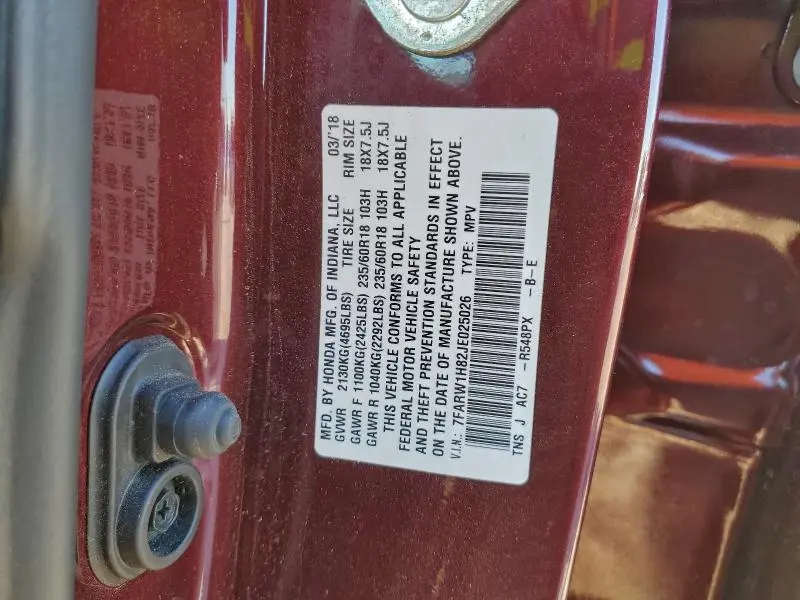 MFD. BY HONDA MFG. OF INDIANA, LLC 03/'18
GVWR 2130KG(4695LBS) TIRE SIZE RIM SIZE
GAWR F 1100KG(2425LBS) 235/60R18 103H 18X7.5J
GAWR R 1040KG(2292LBS) 235/60R18 103H 18X7.5J
THIS VEHICLE CONFORMS TO ALL APPLICABLE
FEDERAL MOTOR VEHICLE SAFETY
AND THEFT PREVENTION STANDARDS IN EFFECT
ON THE DATE OF MANUFACTURE SHOWN ABOVE.
V.I.N.: 7FARW1H82JE025026 TYPE: MPV
TNS J AC7 -R548PX -B-E